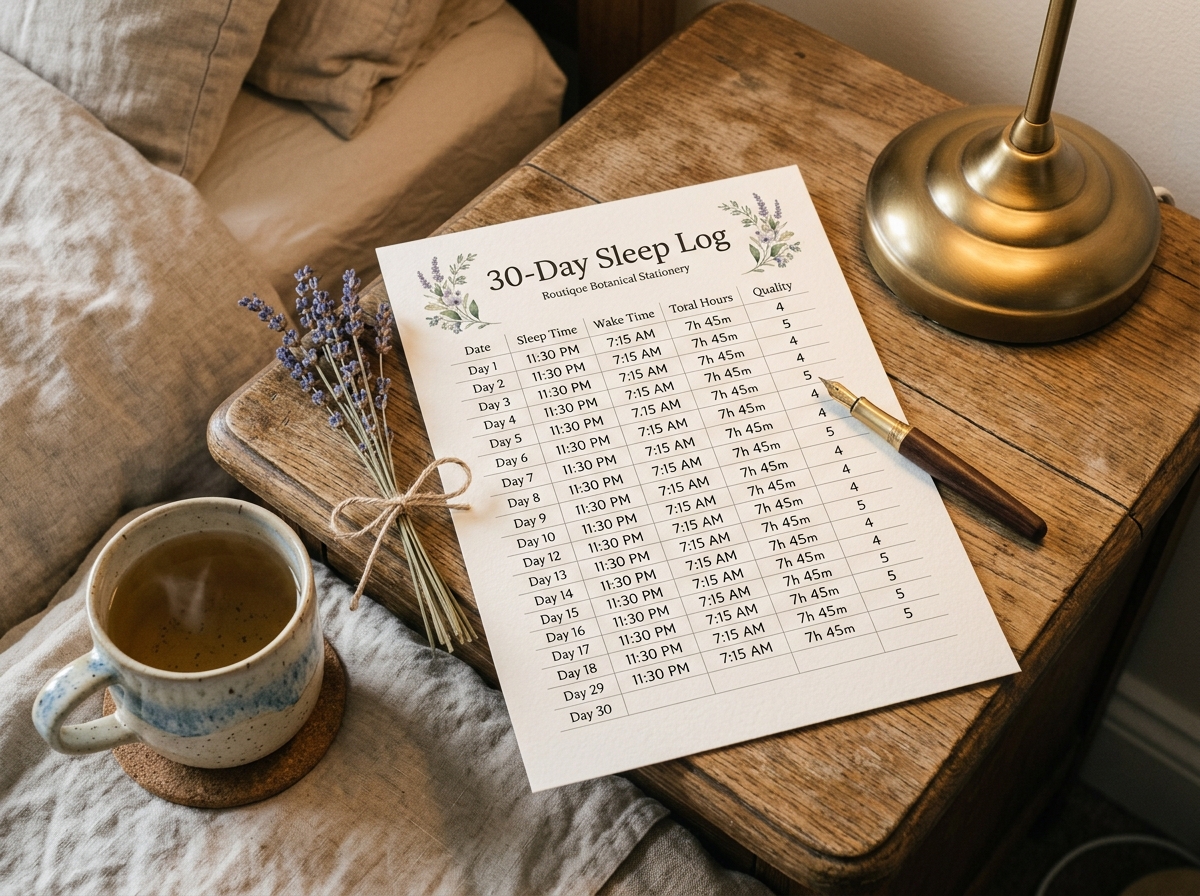 30-Day Sleep Log
Routique Botanical Stationery
Date Sleep Time Wake Time Toral Hours Quality
Day 1 11:30 PM 7:15 AM 7h 45m 4
Day 2 11:30 PM 7:15 AM 7h 45m 5
Day 3 11:30 PM 7:15 AM 7h 45m 4
Day 4 11:30 PM 7.15 AM 7h 45m 4
Day 5 11:30 PM 7:15 AM 7h 45m 5
Day 6 11:30 PM 7:15 AM 7h 45m 4
Day 7 11:30 PM 7:15 AM 7h 45m 4
Day 8 11:30 PM 7:15 AM 7h 45m 5
Day 9 11:30 PM 7:15 AM 7h 45m 4
Day 10 11:30 PM 7:15 AM 7h 45m 4
Day 12 11:30 PM 7:15 AM 7h 45m 4
Day 13 11:30 PM 7:15 AM 7h 45m 5
Day 14 11:30 PM 7:15 AM 7h 45m 4
Day 15 11:30 PM 7:15 AM 7h 45m 4
Day 16 11:30 PM 7:15 AM 7h 45m 5
Day 17 11:30 PM 7:15 AM 7h 45m 5
Day 18 11:30 PM 7:15 AM 7h 45m 5
Day 29 11:30 PM 7:15 AM 7h 45m 5
Day 30